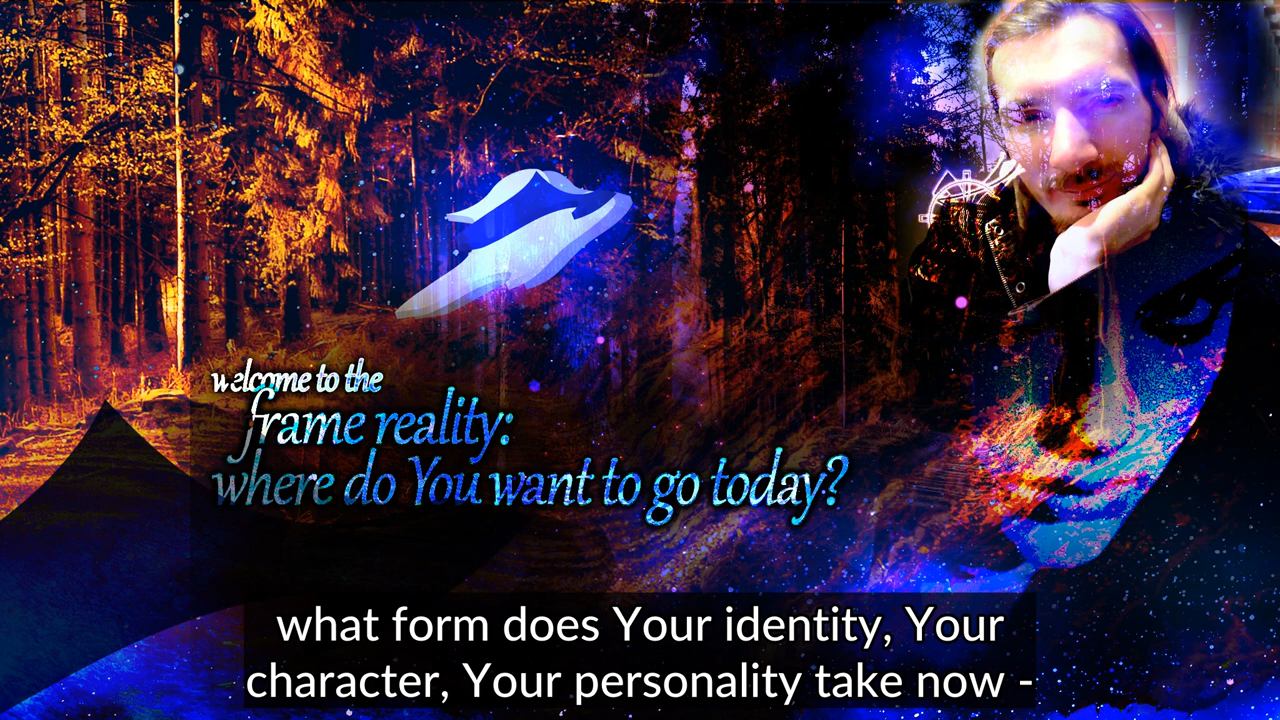 welcome to the
frame reality:
where do You want to go today?
what form does Your identity, Your
character, Your personality take now -